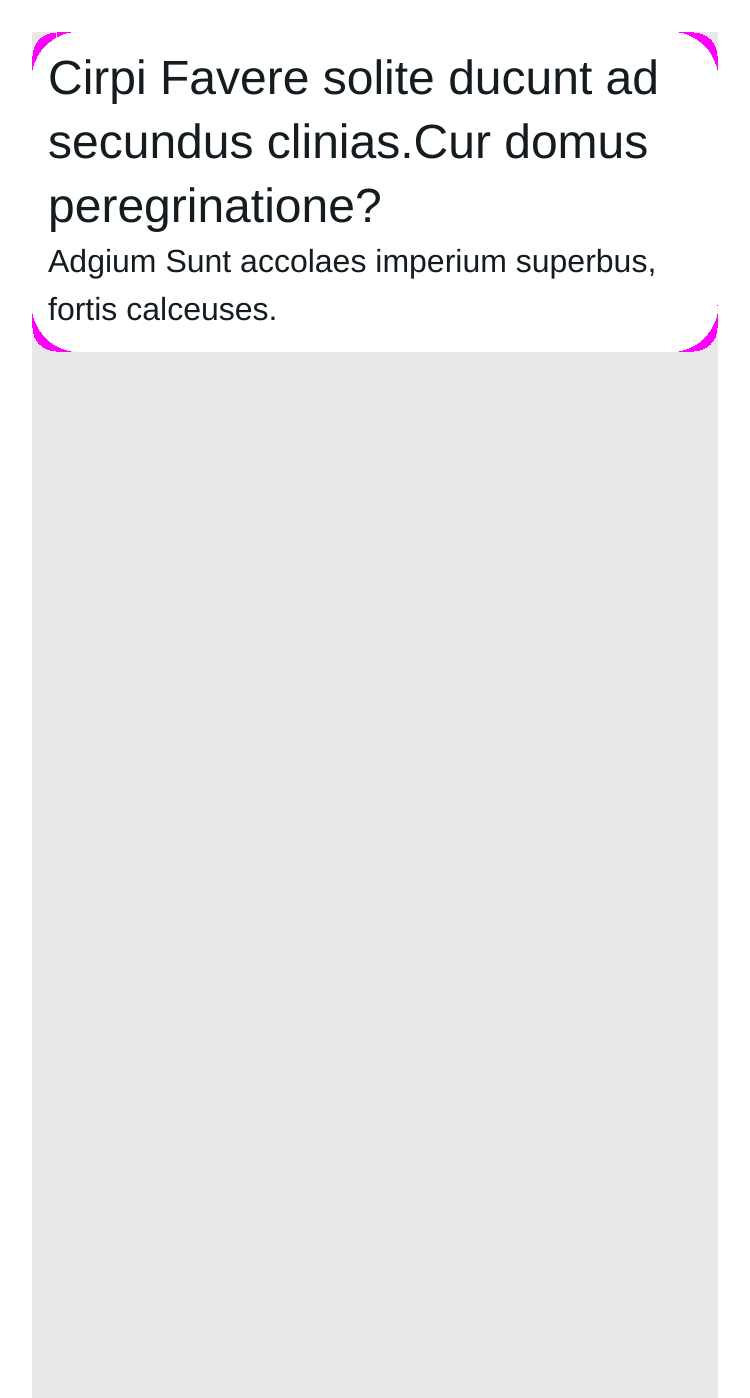 Cirpi Favere solite ducunt ad
secundus clinias.Cur domus
peregrinatione?
Adgium Sunt accolaes imperium superbus,
fortis calceuses.